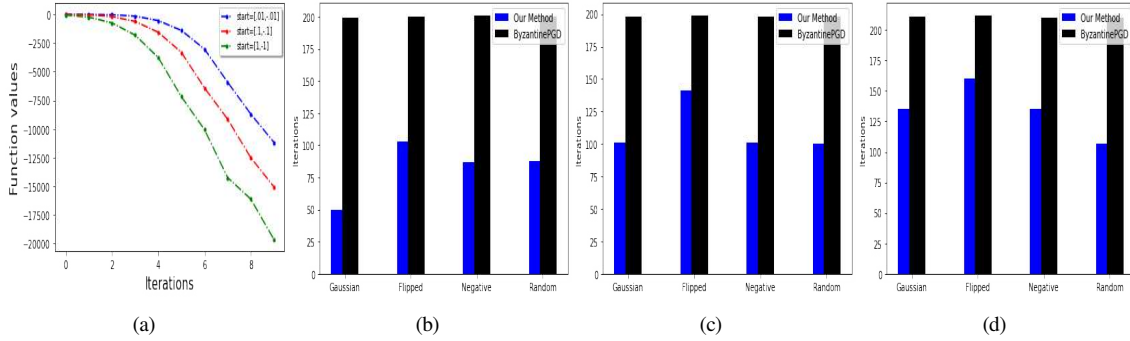 start=[.01,-.01]
start=[.1,-.1]
start=[1,-1]
Function values
0
−2500
−5000
−7500
−10000
−12500
−15000
−17500
−20000
0 2 4 6 8
Iterations
(a)
Our Method
ByzantinePGD
Iterations
200
175
150
125
100
75
50
25
0
Gaussian Flipped Negative Random
(b)
Our Method
ByzantinePGD
Iterations
200
175
150
125
100
75
50
25
0
Gaussian Flipped Negative Random
(c)
Our Method
ByzantinePGD
Iterations
200
175
150
125
100
75
50
25
0
Gaussian Flipped Negative Random
(d)